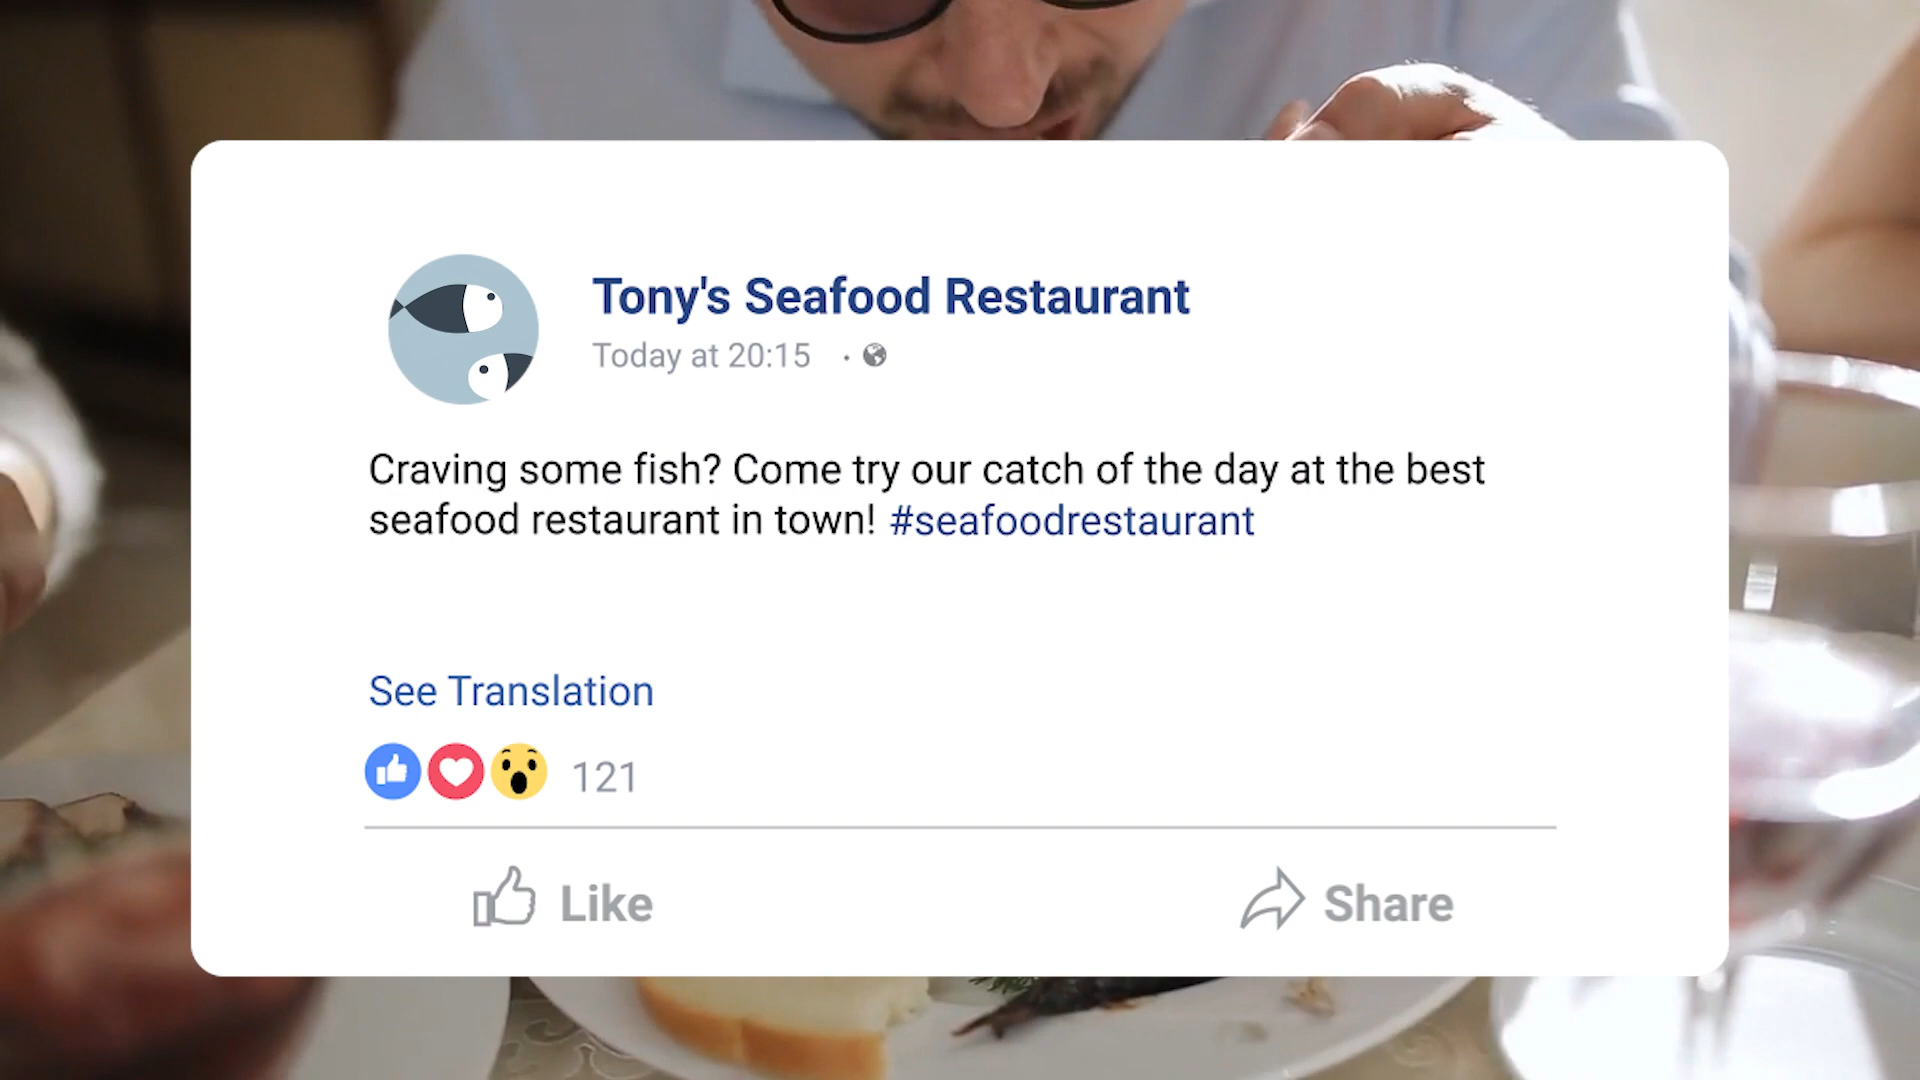 Tony's Seafood Restaurant
Today at 20:15 ·
Craving some fish? Come try our catch of the day at the best
seafood restaurant in town! #seafoodrestaurant
See Translation
121
Like
Share